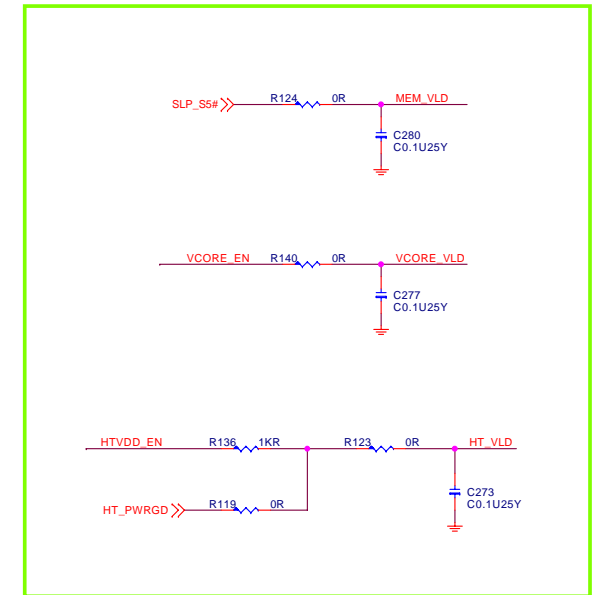 R124 0R MEM_VLD
SLP_S5#
C280
C0.1U25Y
VCORE_EN R140 0R VCORE_VLD
C277
C0.1U25Y
HTVDD_EN R136 1KR R123 0R HT_VLD
C273
C0.1U25Y
R119 0R
HT_PWRGD